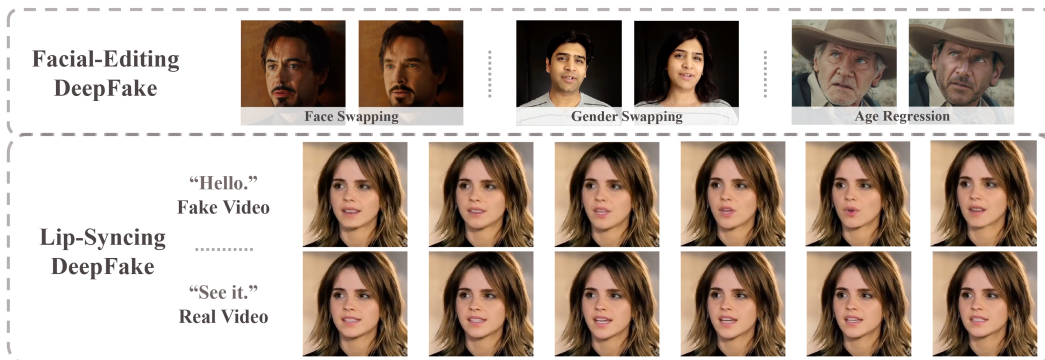 Facial-Editing
DeepFake
Face Swapping
Gender Swapping
Age Regression
Lip-Syncing
DeepFake
“Hello.”
Fake Video
“See it.”
Real Video